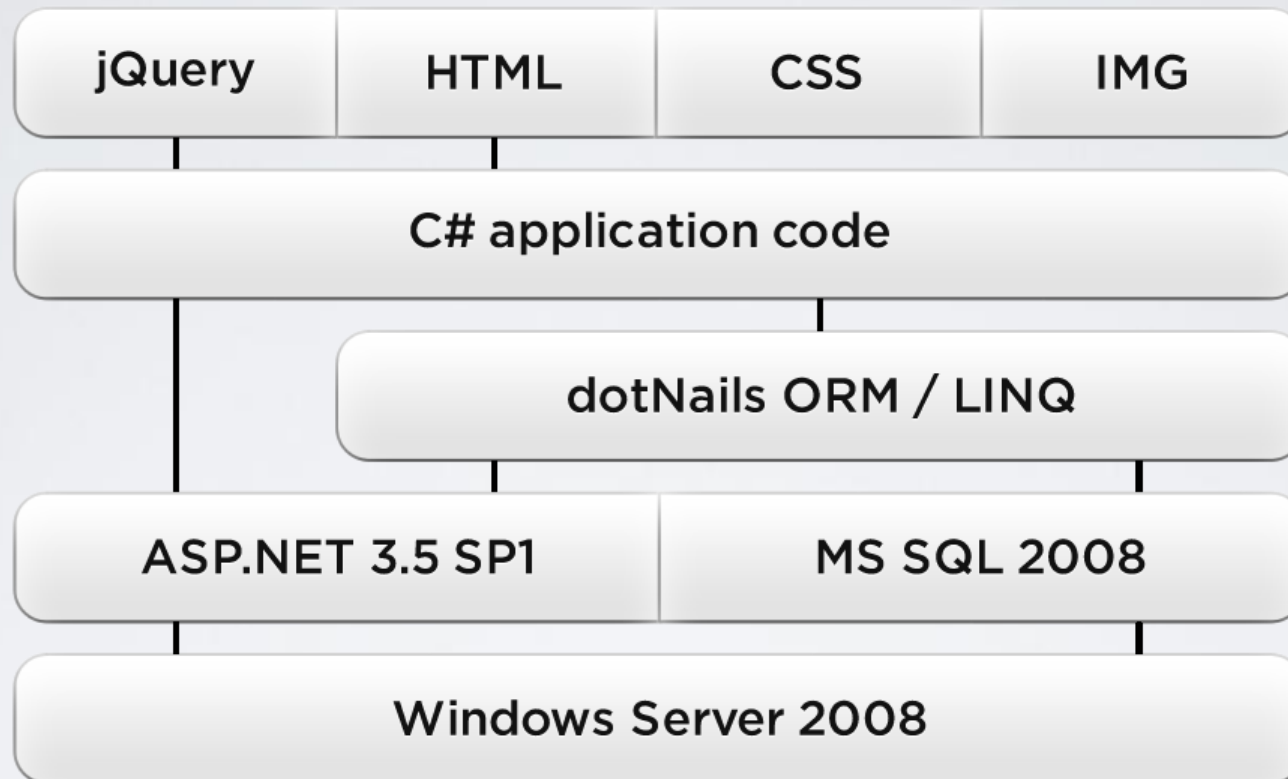 jQuery HTML CSS IMG
C# application code
dotNails ORM / LINQ
ASP.NET 3.5 SP1 MS SQL 2008
Windows Server 2008